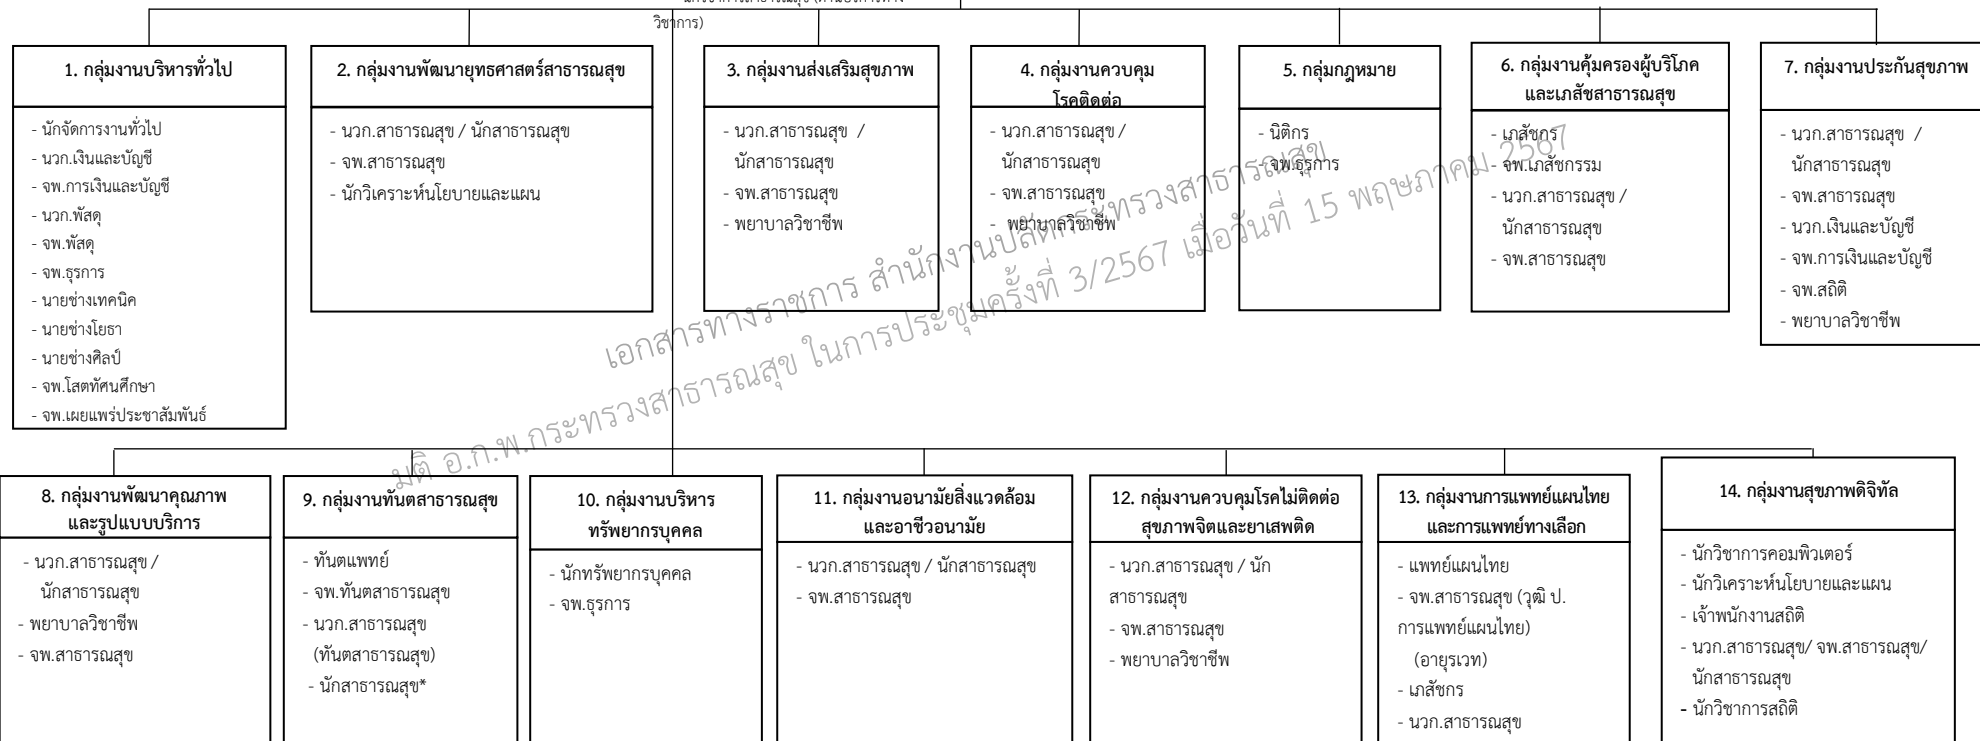 วิชาการ)
1. กลุ่มงานบริหารทั่วไป
- นักจัดการงานทั่วไป
- นวก.เงินและบัญชี
- จพ.การเงินและบัญชี
- นวก.พัสดุ
- จพ.พัสดุ
- จพ.ธุรการ
- นายช่างเทคนิค
- นายช่างโยธา
- นายช่างศิลป์
- จพ.โสตทัศนศึกษา
- จพ.เผยแพร่ประชาสัมพันธ์
2. กลุ่มงานพัฒนายุทธศาสตร์สาธารณสุข
- นวก.สาธารณสุข / นักสาธารณสุข
- จพ.สาธารณสุข
- นักวิเคราะห์นโยบายและแผน
3. กลุ่มงานส่งเสริมสุขภาพ
- นวก.สาธารณสุข /
นักสาธารณสุข
- จพ.สาธารณสุข
- พยาบาลวิชาชีพ
4. กลุ่มงานควบคุม
โรคติดต่อ
- นวก.สาธารณสุข /
นักสาธารณสุข
- จพ.สาธารณสุข
- พยาบาลวิชาชีพ
5. กลุ่มกฎหมาย
- นิติกร
- จพ.ธุรการ
6. กลุ่มงานคุ้มครองผู้บริโภค
และเภสัชสาธารณสุข
- เภสัชกร
- จพ.เภสัชกรรม
- นวก.สาธารณสุข /
นักสาธารณสุข
- จพ.สาธารณสุข
7. กลุ่มงานประกันสุขภาพ
- นวก.สาธารณสุข /
นักสาธารณสุข
- จพ.สาธารณสุข
- นวก.เงินและบัญชี
- จพ.การเงินและบัญชี
- จพ.สถิติ
- พยาบาลวิชาชีพ
เอกสารทางราชการ สำนักงานปลัดกระทรวงสาธารณสุข
มติ อ.ก.พ.กระทรวงสาธารณสุข ในการประชุมครั้งที่ 3/2567 เมื่อวันที่ 15 พฤษภาคม 2567
8. กลุ่มงานพัฒนาคุณภาพ
และรูปแบบบริการ
- นวก.สาธารณสุข /
นักสาธารณสุข
- พยาบาลวิชาชีพ
- จพ.สาธารณสุข
9. กลุ่มงานทันตสาธารณสุข
- ทันตแพทย์
- จพ.ทันตสาธารณสุข
- นวก.สาธารณสุข
(ทันตสาธารณสุข)
- นักสาธารณสุข*
10. กลุ่มงานบริหาร
ทรัพยากรบุคคล
- นักทรัพยากรบุคคล
- จพ.ธุรการ
11. กลุ่มงานอนามัยสิ่งแวดล้อม
และอาชีวอนามัย
- นวก.สาธารณสุข / นักสาธารณสุข
- จพ.สาธารณสุข
12. กลุ่มงานควบคุมโรคไม่ติดต่อ
สุขภาพจิตและยาเสพติด
- นวก.สาธารณสุข / นัก
สาธารณสุข
- จพ.สาธารณสุข
- พยาบาลวิชาชีพ
13. กลุ่มงานการแพทย์แผนไทย
และการแพทย์ทางเลือก
- แพทย์แผนไทย
- จพ.สาธารณสุข (วุฒิ ป.
การแพทย์แผนไทย)
(อายุรเวท)
- เภสัชกร
- นวก.สาธารณสุข
14. กลุ่มงานสุขภาพดิจิทัล
- นักวิชาการคอมพิวเตอร์
- นักวิเคราะห์นโยบายและแผน
- เจ้าพนักงานสถิติ
- นวก.สาธารณสุข/ จพ.สาธารณสุข/
นักสาธารณสุข
- นักวิชาการสถิติ